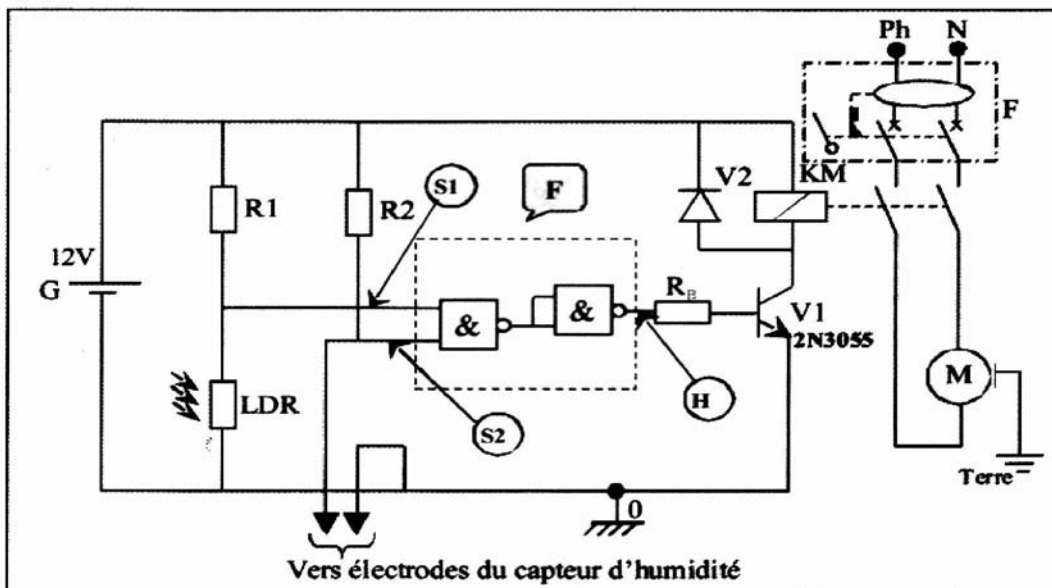 Ph N
F
KM
V2
S1
F
R1
R2
12V
G
&
&
R_B
V1
2N3055
LDR
S2
H
M
Terre
0
Vers électrodes du capteur d'humidité